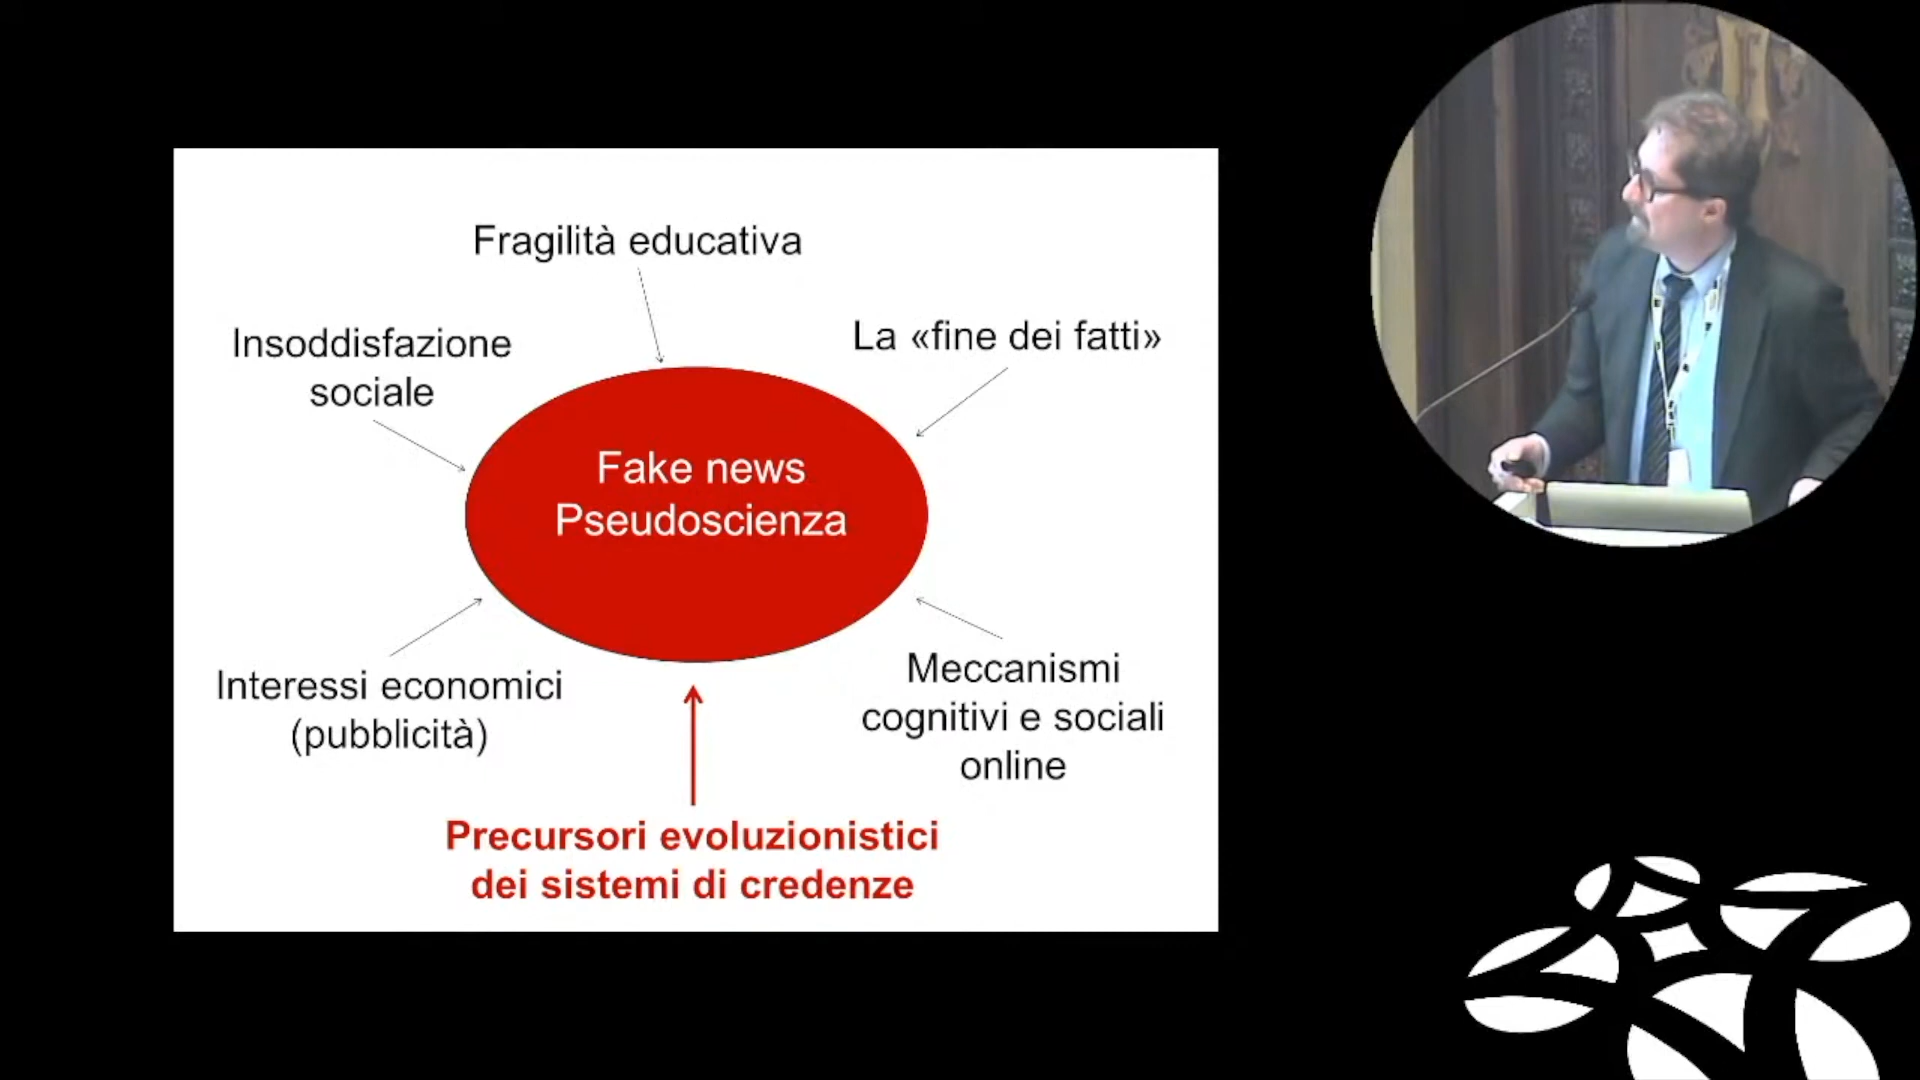 Fragilità educativa
Insoddisfazione
sociale
La «fine dei fatti»
Fake news
Pseudoscienza
Interessi economici
(pubblicità)
Meccanismi
cognitivi e sociali
online
Precursori evoluzionistici
dei sistemi di credenze